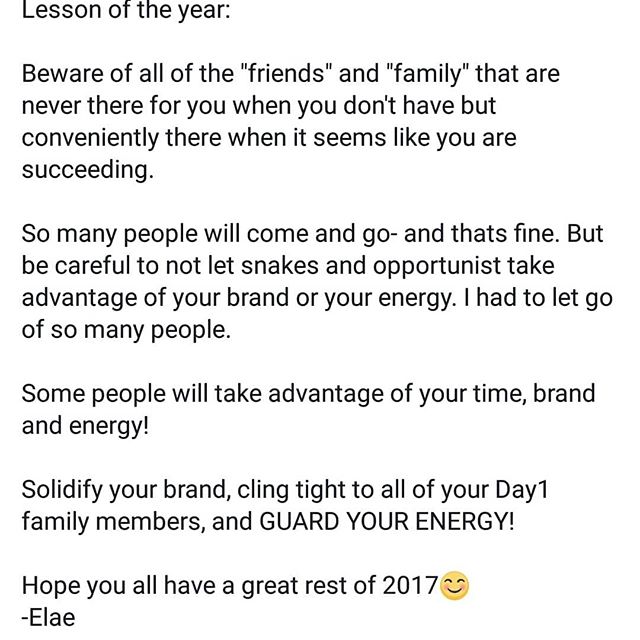 Lesson of the year:
Beware of all of the "friends" and "family" that are
never there for you when you don't have but
conveniently there when it seems like you are
succeeding.
So many people will come and go- and thats fine. But
be careful to not let snakes and opportunist take
advantage of your brand or your energy. I had to let go
of so many people.
Some people will take advantage of your time, brand
and energy!
Solidify your brand, cling tight to all of your Day1
family members, and GUARD YOUR ENERGY!
Hope you all have a great rest of 2017😊
-Elae